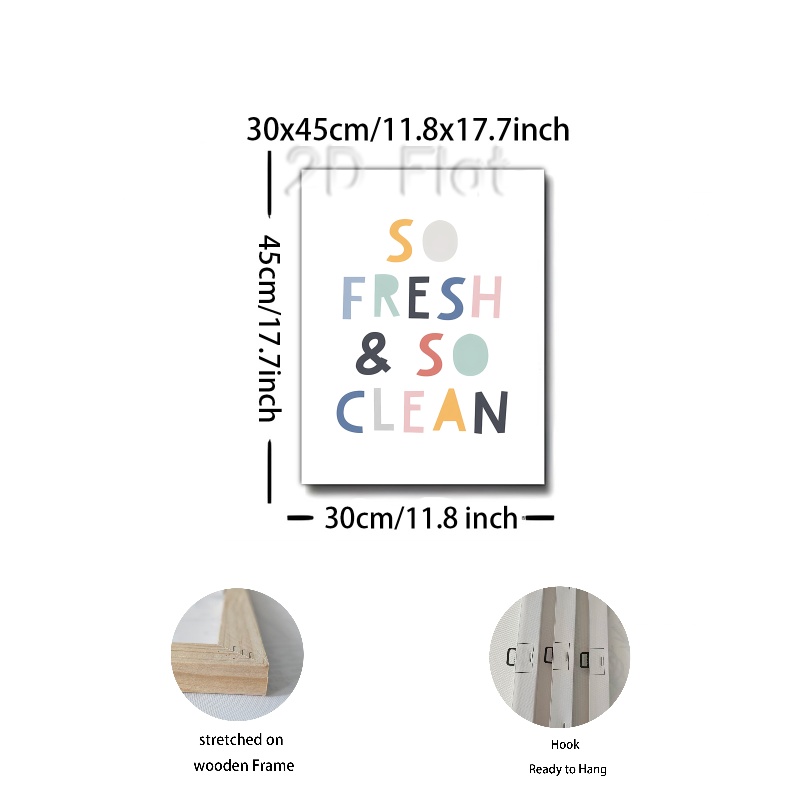 30x45cm/11.8x17.7inch
2D Flat
45cm/17.7inch
SO
FRESH
& SO
CLEAN
30cm/11.8 inch
stretched on
wooden Frame
Hook
Ready to Hang